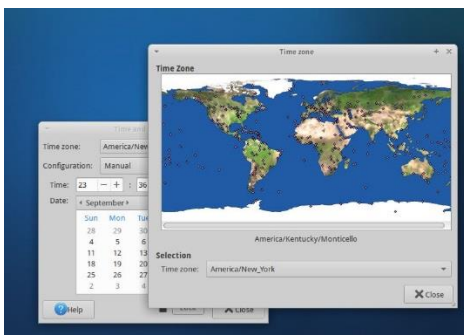 Time zone
Time Zone
America/Kentucky/Monticello
Selection
Time zone: America/New_York
Close
Time and
Time zone: America/New
Configuration: Manual
Time: 23 - + : 36
Date: September
Sun Mon Tue
28 29 30
4 5 6
11 12 13
18 19 20
25 26 27
2 3 4
Help
Close